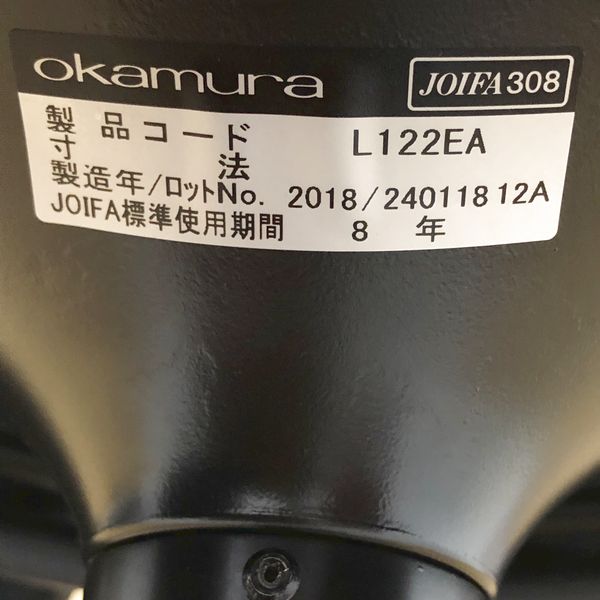 okamura JOIFA308
製品コード L122EA
寸法
製造年/ロットNo. 2018/24011812A
JOIFA標準使用期間 8 年